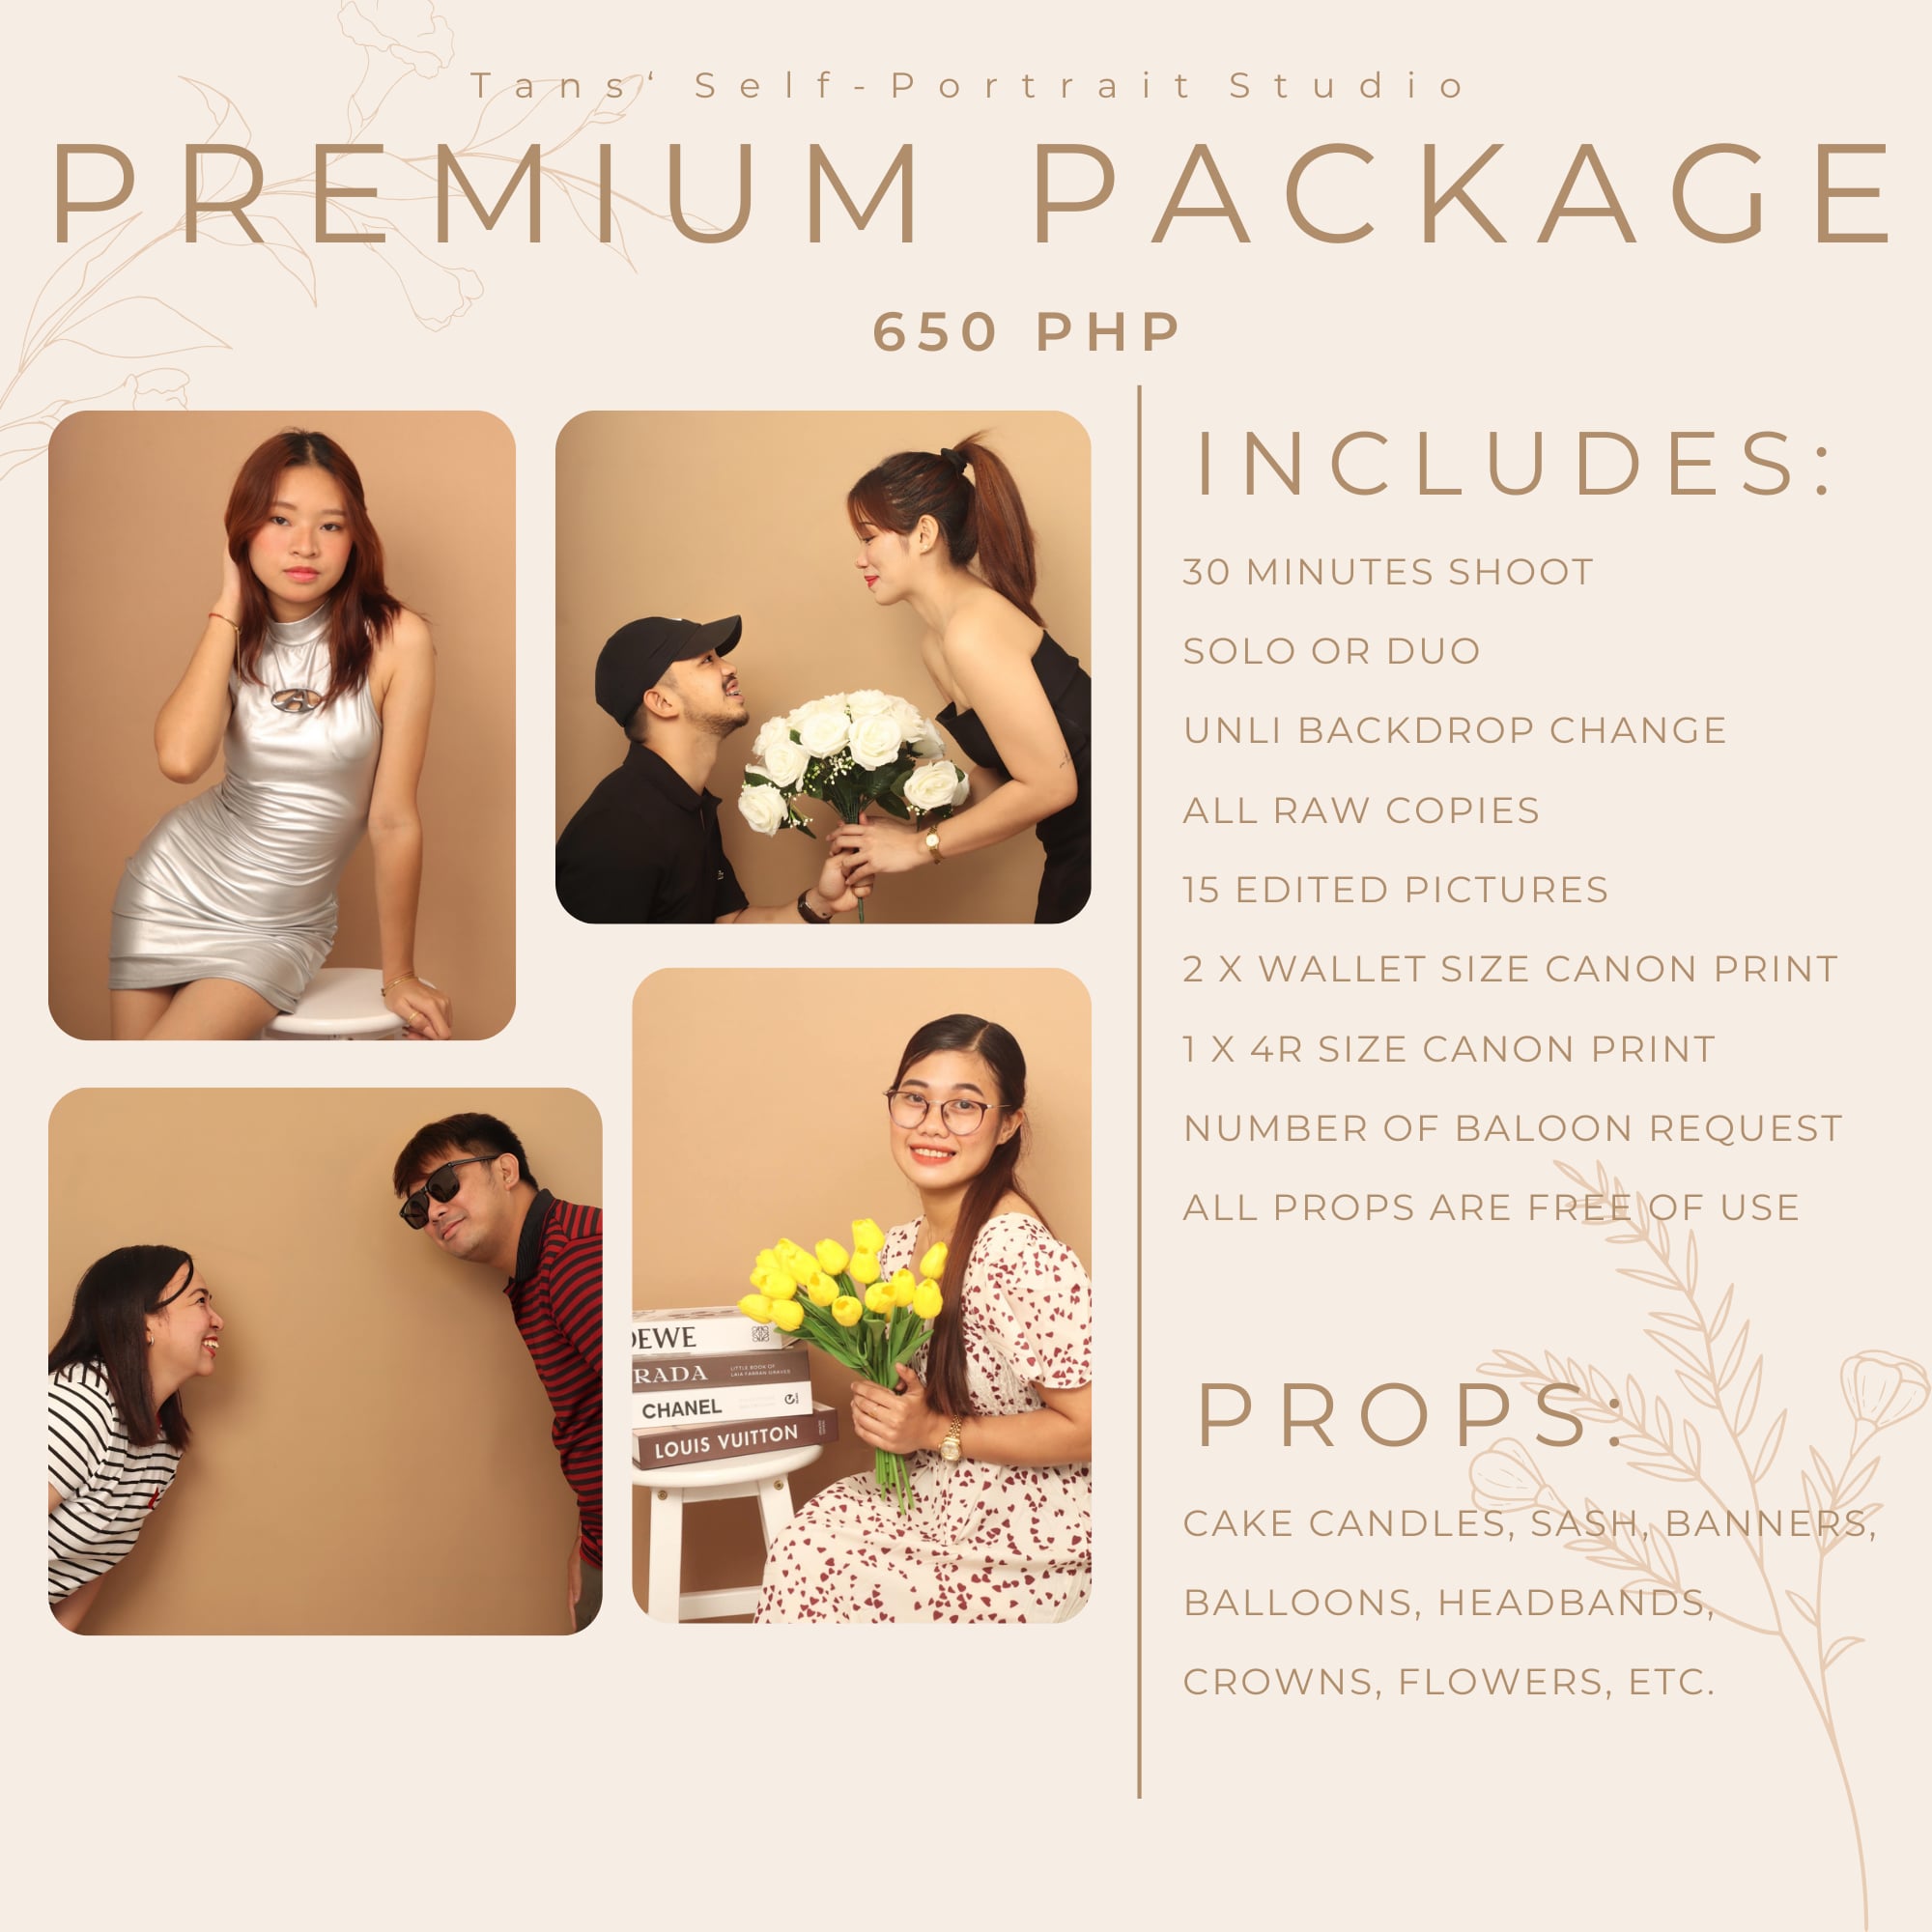 Tans‘ Self-Portrait Studio
PREMIUM PACKAGE
650 PHP
INCLUDES:
30 MINUTES SHOOT
SOLO OR DUO
UNLI BACKDROP CHANGE
ALL RAW COPIES
15 EDITED PICTURES
2 X WALLET SIZE CANON PRINT
1 X 4R SIZE CANON PRINT
NUMBER OF BALOON REQUEST
ALL PROPS ARE FREE OF USE
PROPS:
CAKE CANDLES, SASH, BANNERS,
BALLOONS, HEADBANDS,
CROWNS, FLOWERS, ETC.
OEWE
RADA
LITTLE BOOK OF
CHANEL
LOUIS VUITTON